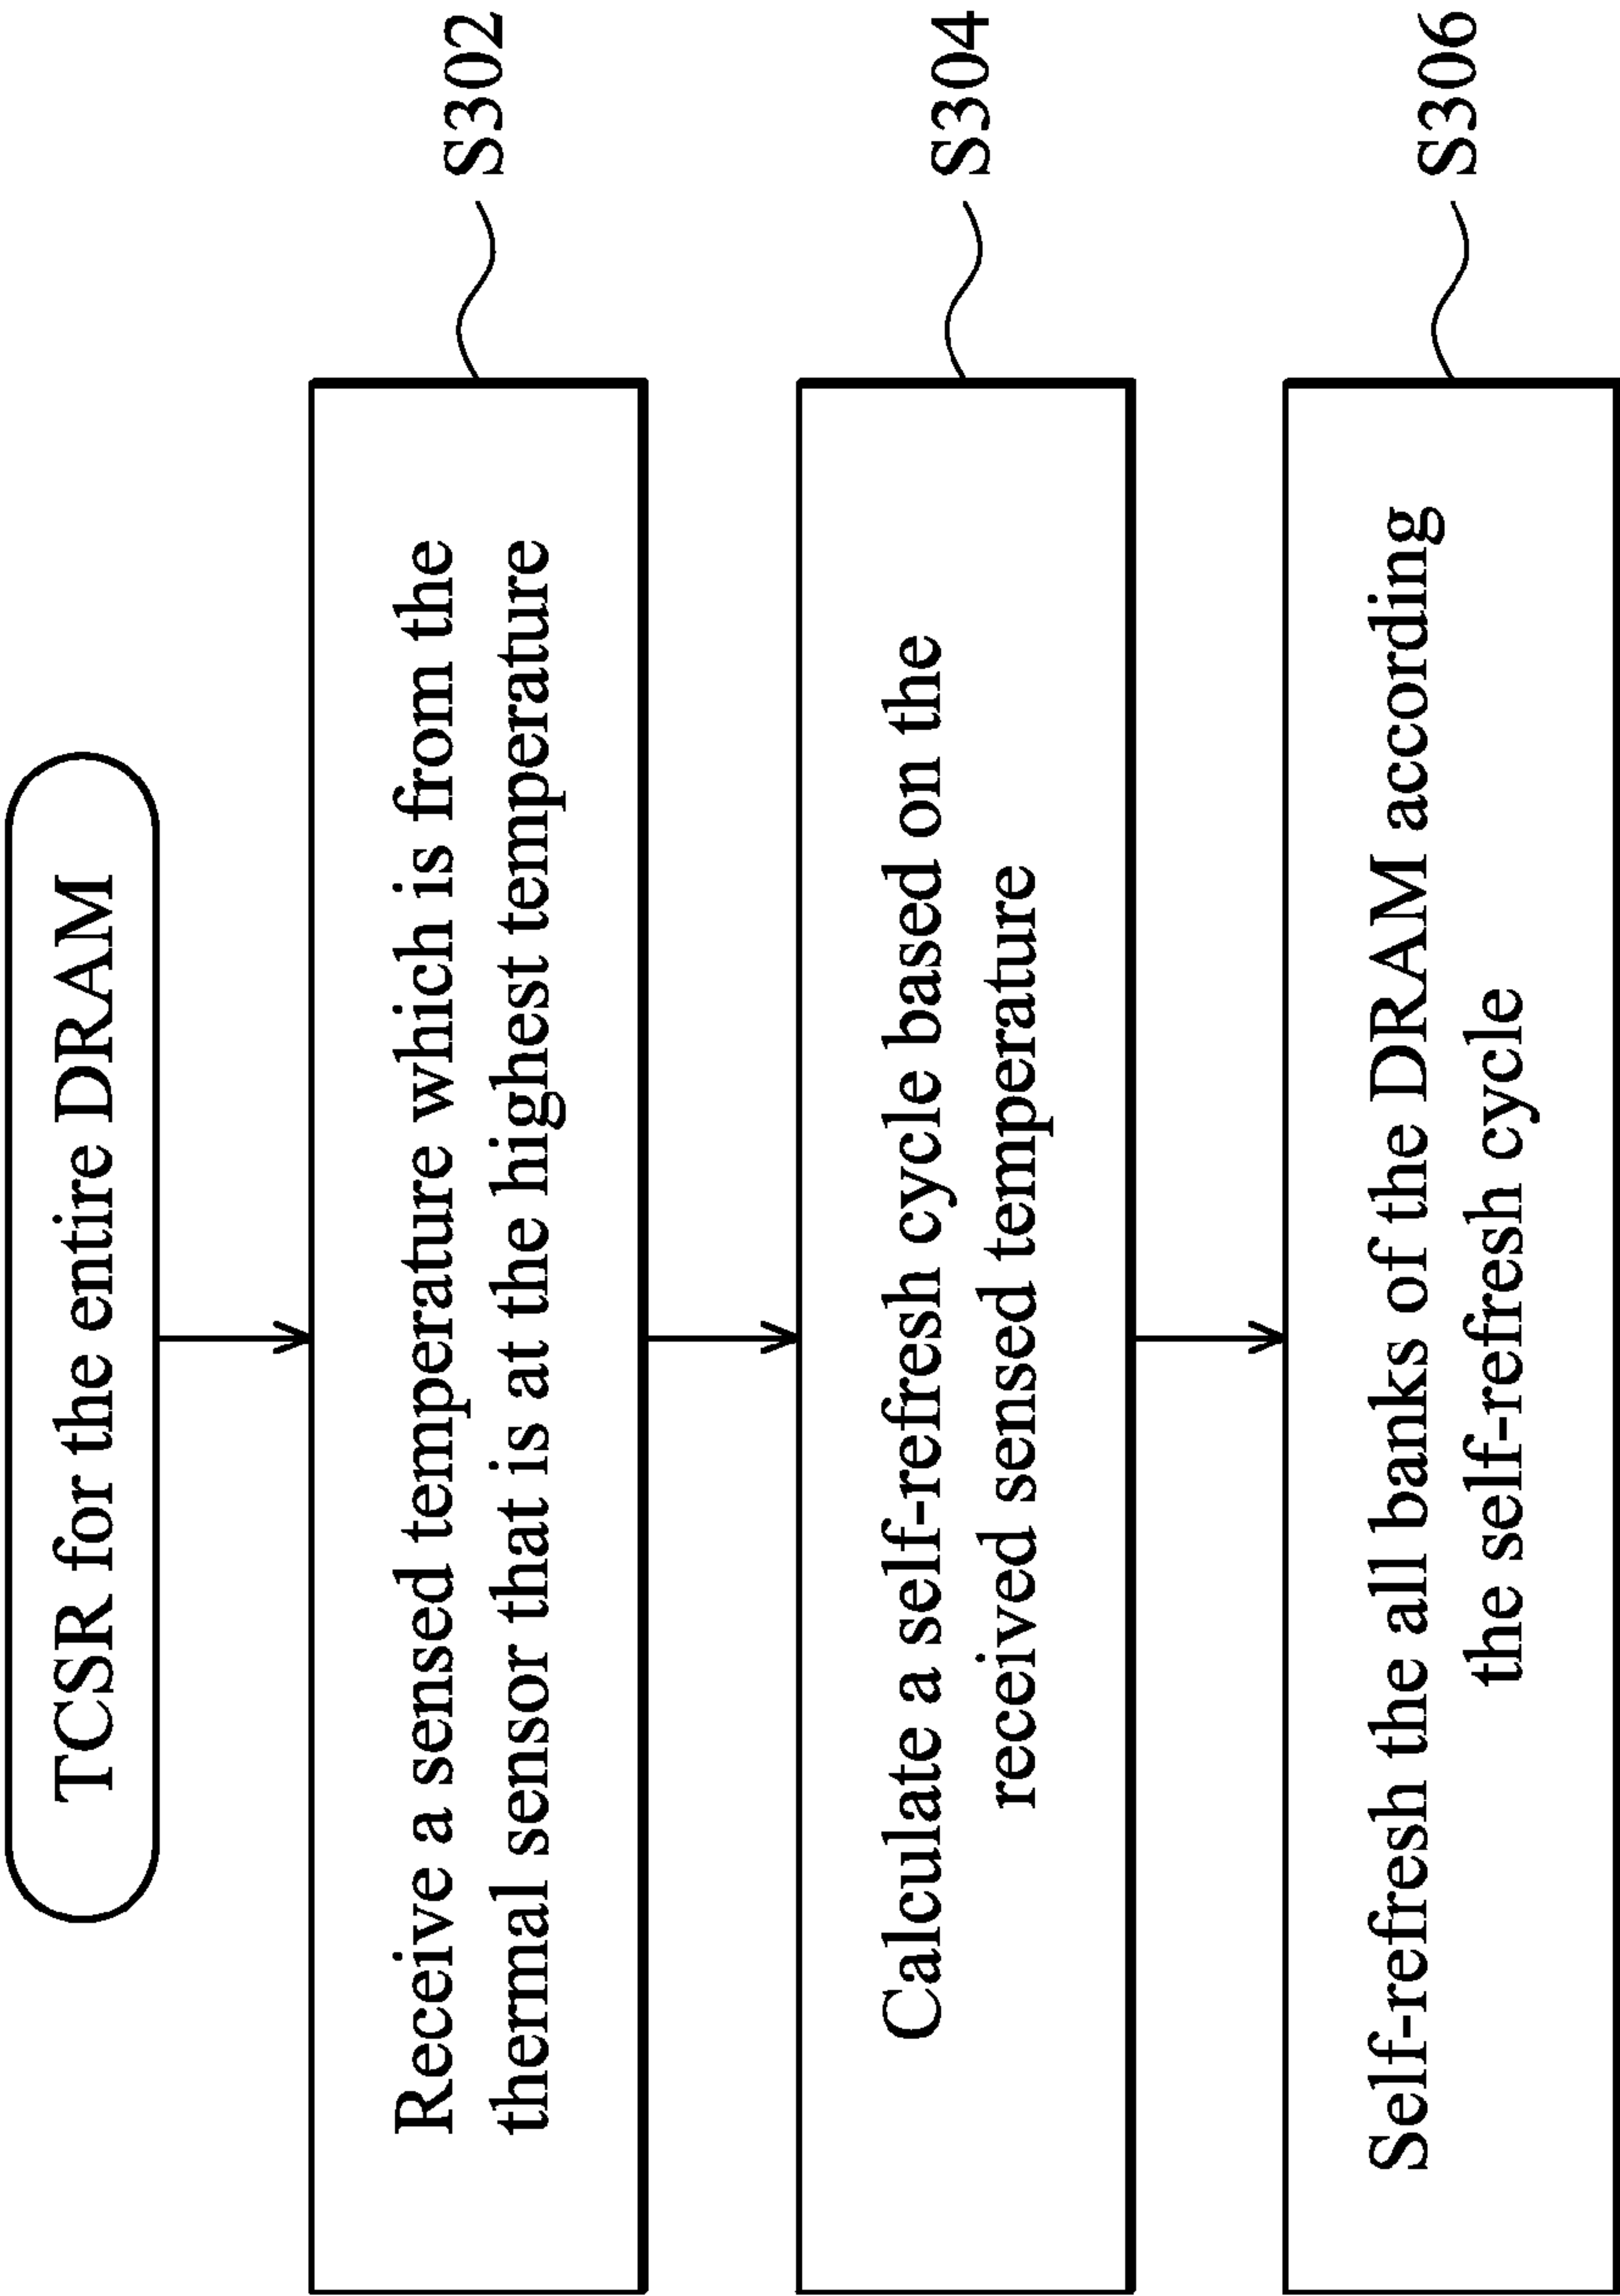 TCSR for the entire DRAM
Receive a sensed temperature which is from the
thermal sensor that is at the highest temperature
S302
Calculate a self-refresh cycle based on the
received sensed temperature
S304
Self-refresh the all banks of the DRAM according
the self-refresh cycle
S306